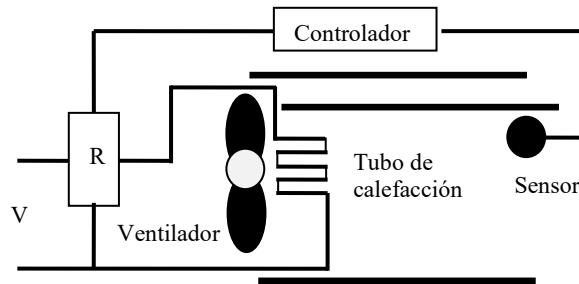 Controlador
R
Tubo de
calefacción
Sensor
V
Ventilador